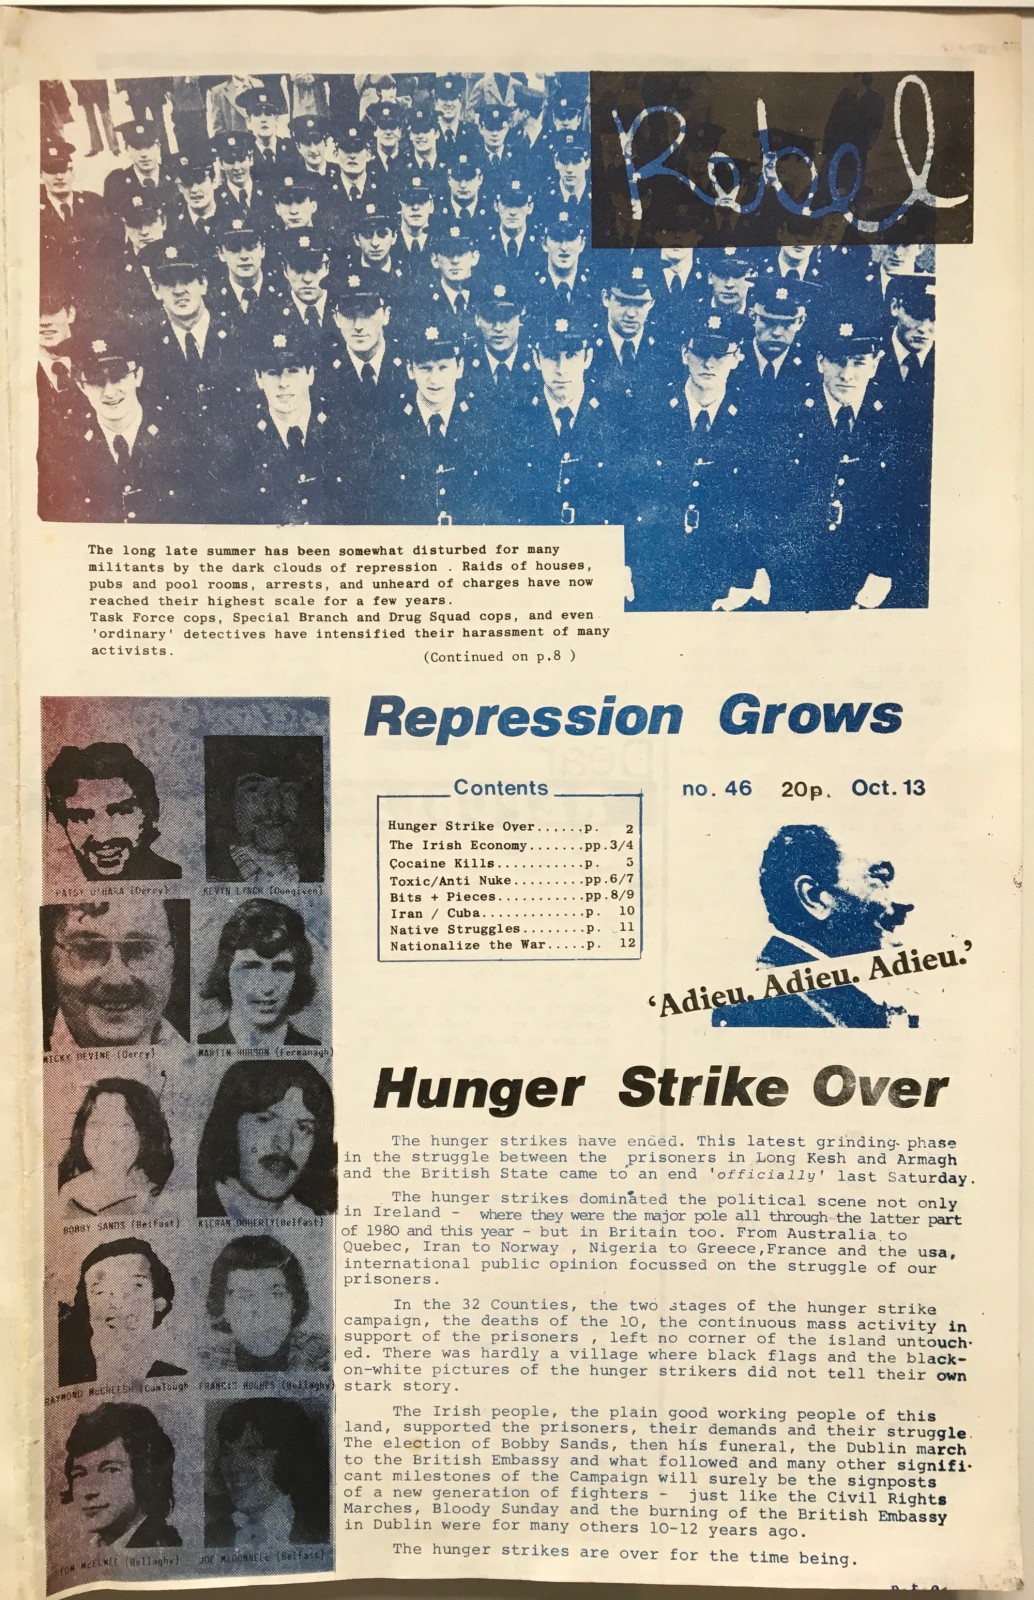 Rebel
The long late summer has been somewhat disturbed for many
militants by the dark clouds of repression . Raids of houses,
pubs and pool rooms, arrests, and unheard of charges have now
reached their highest scale for a few years.
Task Force cops, Special Branch and Drug Squad cops, and even
'ordinary' detectives have intensified their harassment of many
activists.
(Continued on p.8 )
Repression Grows
Contents
Hunger Strike Over......p. 2
The Irish Economy.......pp.3/4
Cocaine Kills...........p. 5
Toxic/Anti Nuke.........pp.6/7
Bits + Pieces...........pp.8/9
Iran / Cuba.............p. 10
Native Struggles........p. 11
Nationalize the War.....p. 12
no. 46 20p. Oct. 13
'Adieu. Adieu. Adieu.'
PATSY O'HARA (Derry) KEVIN LYNCH (Dungiven)
MICKY DEVINE (Derry) MARTIN HURSON (Fermanagh)
BOBBY SANDS (Belfast) KIERAN DOHERTY(Belfast)
RAYMOND McCREESH (Camlough FRANCIS HUGHES (Bellaghy)
TOM McELWEE (Bellaghy) JOE McDONNELL (Belfast)
Hunger Strike Over
The hunger strikes have ended. This latest grinding phase
in the struggle between the prisoners in Long Kesh and Armagh
and the British State came to an end 'officially' last Saturday.
The hunger strikes dominated the political scene not only
in Ireland - where they were the major pole all through the latter part
of 1980 and this year - but in Britain too. From Australia to
Quebec, Iran to Norway , Nigeria to Greece,France and the usa,
international public opinion focussed on the struggle of our
prisoners.
In the 32 Counties, the two stages of the hunger strike
campaign, the deaths of the 10, the continuous mass activity in
support of the prisoners , left no corner of the island untouch-
ed. There was hardly a village where black flags and the black-
on-white pictures of the hunger strikers did not tell their own
stark story.
The Irish people, the plain good working people of this
land, supported the prisoners, their demands and their struggle.
The election of Bobby Sands, then his funeral, the Dublin march
to the British Embassy and what followed and many other signifi-
cant milestones of the Campaign will surely be the signposts
of a new generation of fighters - just like the Civil Rights
Marches, Bloody Sunday and the burning of the British Embassy
in Dublin were for many others 10-12 years ago.
The hunger strikes are over for the time being.
p.t.o.